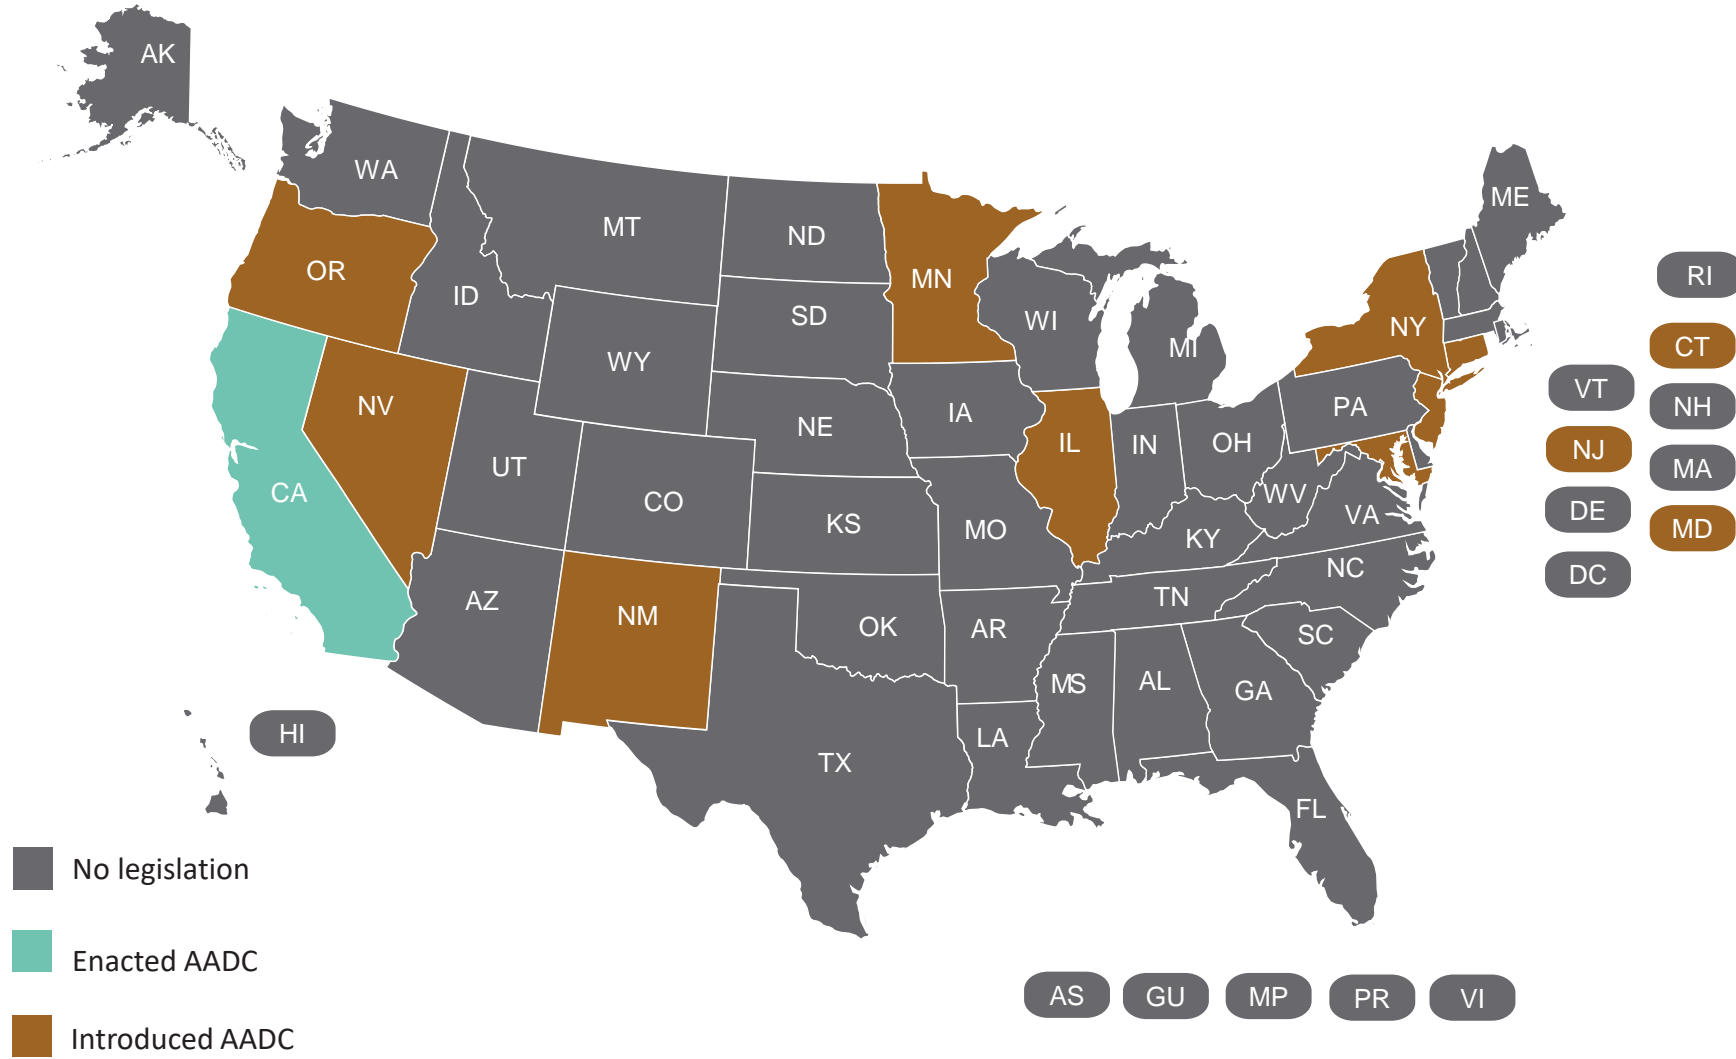 AK
WA
ME
MT
ND
OR
MN
RI
ID
SD
WI
NY
MI
CT
WY
VT
NV
IA
PA
NH
NE
IL
IN
OH
NJ
UT
MA
CA
CO
WV
KS
MO
VA
DE
MD
KY
NC
DC
AZ
TN
NM
OK
AR
SC
MS
AL
GA
HI
LA
TX
FL
No legislation
Enacted AADC
AS
GU
MP
PR
VI
Introduced AADC